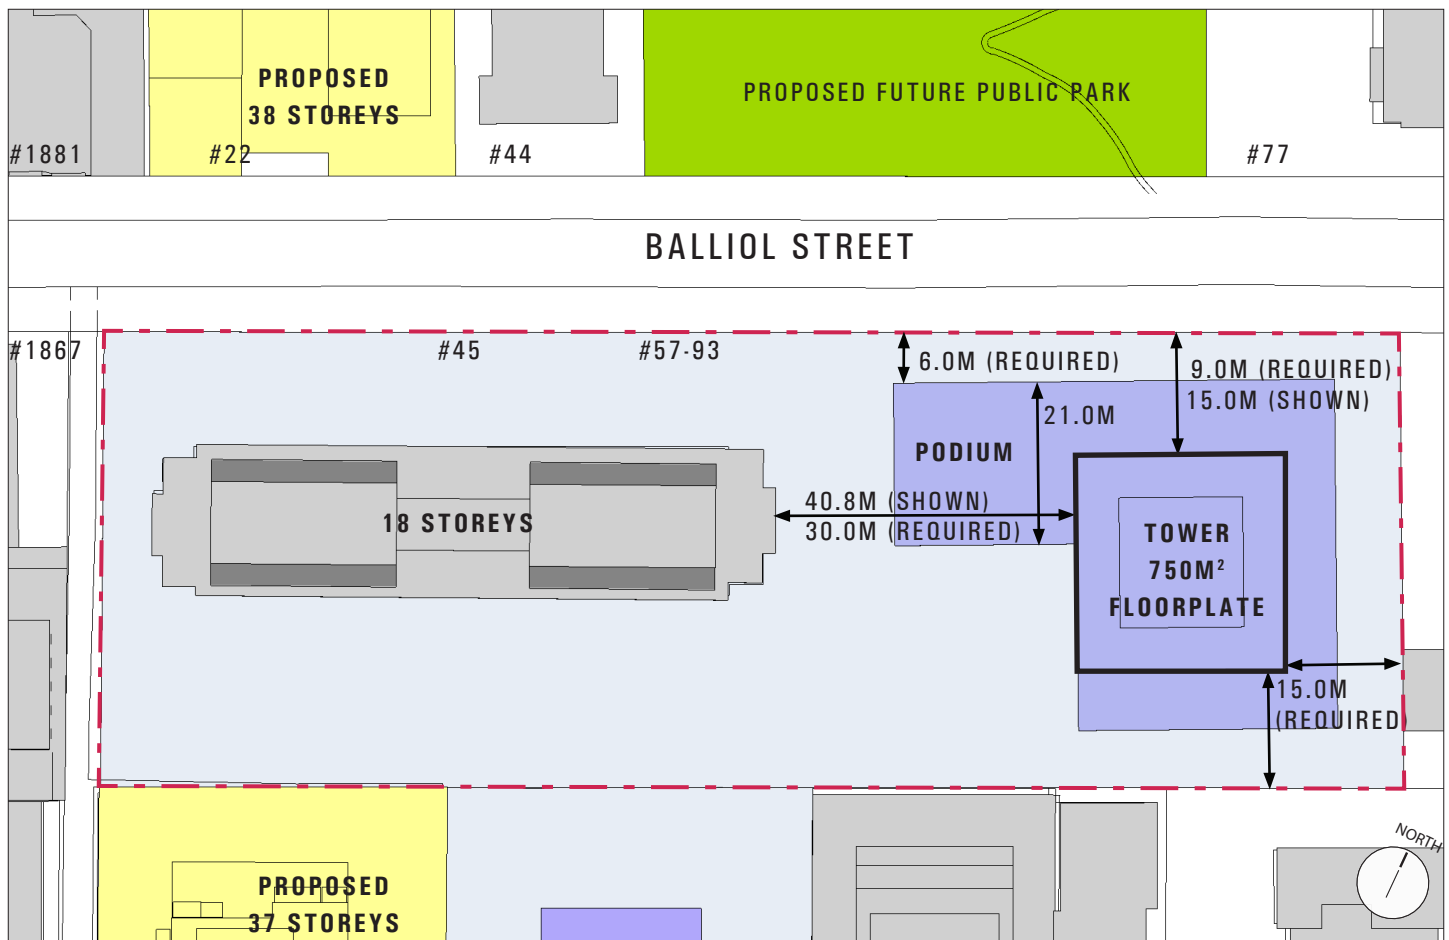 PROPOSED
38 STOREYS
PROPOSED FUTURE PUBLIC PARK
#1881
#22
#44
#77
BALLIOL STREET
#1867
#45
#57-93
6.0M (REQUIRED)
9.0M (REQUIRED)
15.0M (SHOWN)
21.0M
PODIUM
40.8M (SHOWN)
30.0M (REQUIRED)
18 STOREYS
TOWER
750M²
FLOORPLATE
15.0M
(REQUIRED)
NORTH
PROPOSED
37 STOREYS